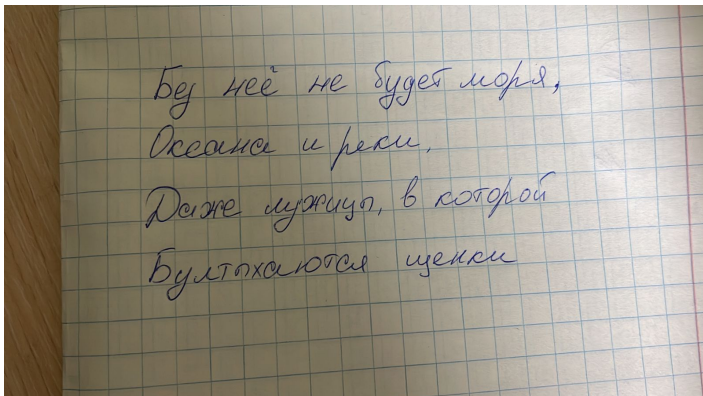 Без неё не будет моря,
Океана и реки,
Даже лужицы, в которой
Бултыхаются щенки